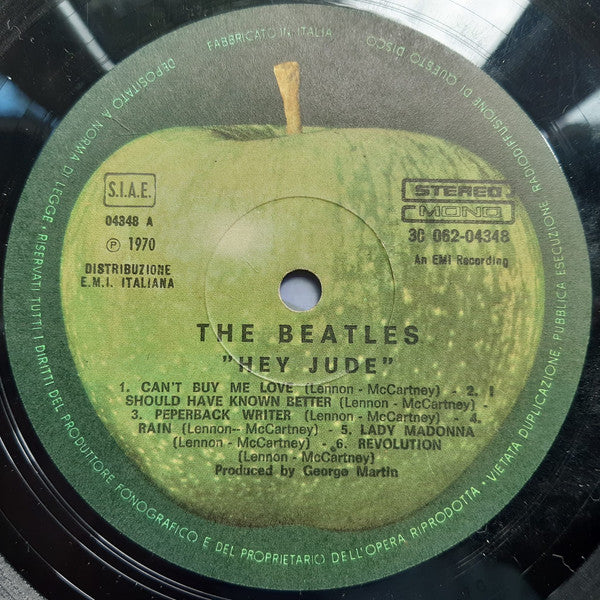 FABBRICATO IN ITALIA
DEPOSITATO A NORMA DI LEGGE • RISERVATI TUTTI I DIRITTI DEL PRODUTTORE FONOGRAFICO E DEL PROPRIETARIO DELL'OPERA RIPRODOTTA • VIETATA DUPLICAZIONE, PUBBLICA ESECUZIONE, RADIODIFFUSIONE DI QUESTO DISCO
S.I.A.E.
04348 A
℗ 1970
DISTRIBUZIONE
E.M.I. ITALIANA
STEREO
MONO
3C 062-04348
An EMI Recording
THE BEATLES
"HEY JUDE"
1. CAN'T BUY ME LOVE (Lennon - McCartney) - 2. I
SHOULD HAVE KNOWN BETTER (Lennon - McCartney) -
3. PEPERBACK WRITER (Lennon - McCartney) - 4.
RAIN (Lennon-- McCartney) - 5. LADY MADONNA
(Lennon - McCartney) - 6. REVOLUTION
(Lennon - McCartney)
Produced by George Martin